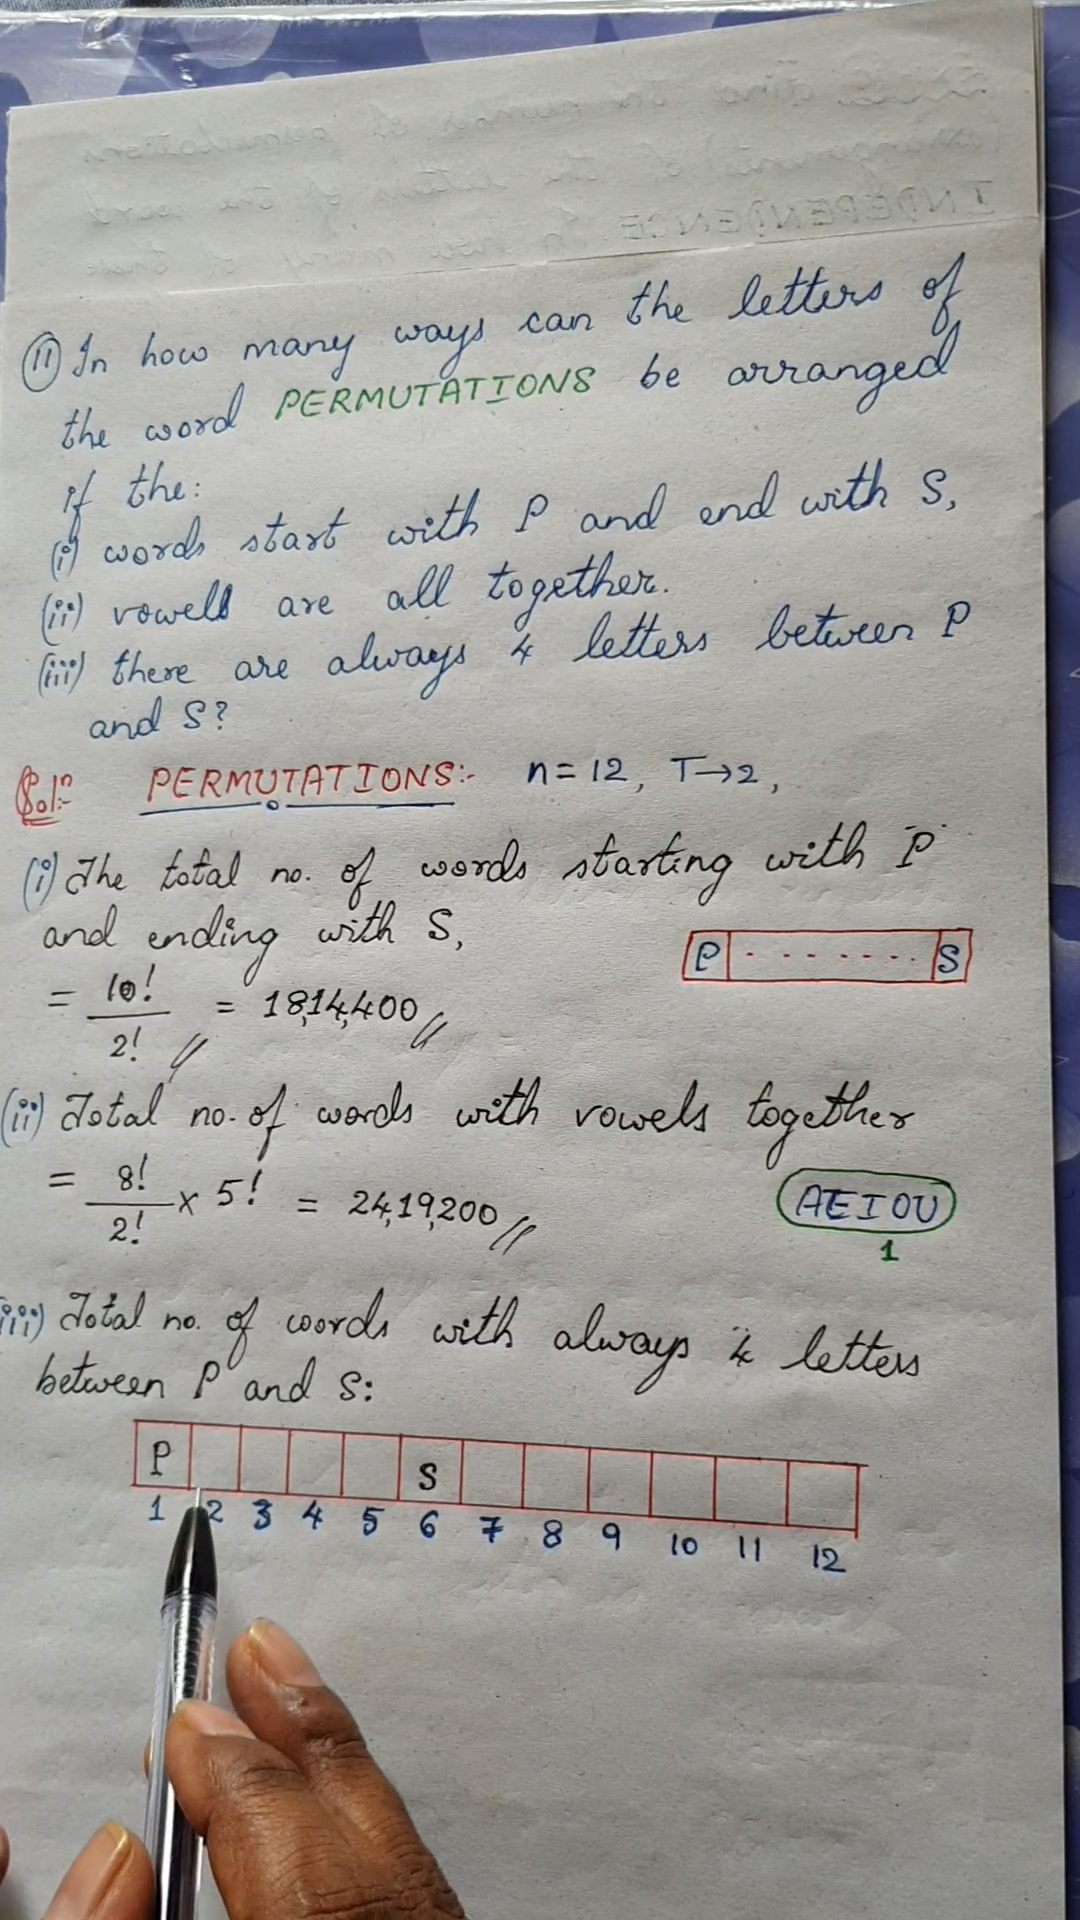 (11) In how many ways can the letters of
the word PERMUTATIONS be arranged
if the:
(i) words start with P and end with S,
(ii) vowels are all together.
(iii) there are always 4 letters between P
and S?
Solⁿ:- PERMUTATIONS:- n=12, T→2,
(i) The total no. of words starting with P
and ending with S,
P ........ S
= 10!/2! = 18,14,400
(ii) Total no. of words with vowels together
= 8!/2! × 5! = 24,19,200
AEIOU
1
(iii) Total no. of words with always 4 letters
between P and S:
P S
1 2 3 4 5 6 7 8 9 10 11 12